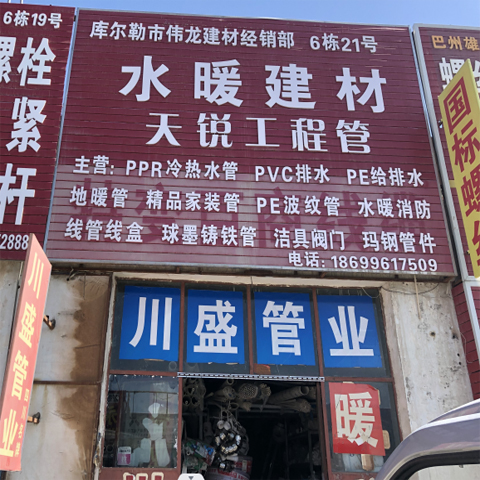 库尔勒市伟龙建材经销部 6栋21号
水暖建材
天锐工程管
主营: PPR冷热水管 PVC排水 PE给排水
地暖管 精品家装管 PE波纹管 水暖消防
线管线盒 球墨铸铁管 洁具阀门 玛钢管件
电话: 18699617509
川盛管业
暖
6栋19号
螺栓
紧
杆
72888
川盛管业
巴州雄
国标螺